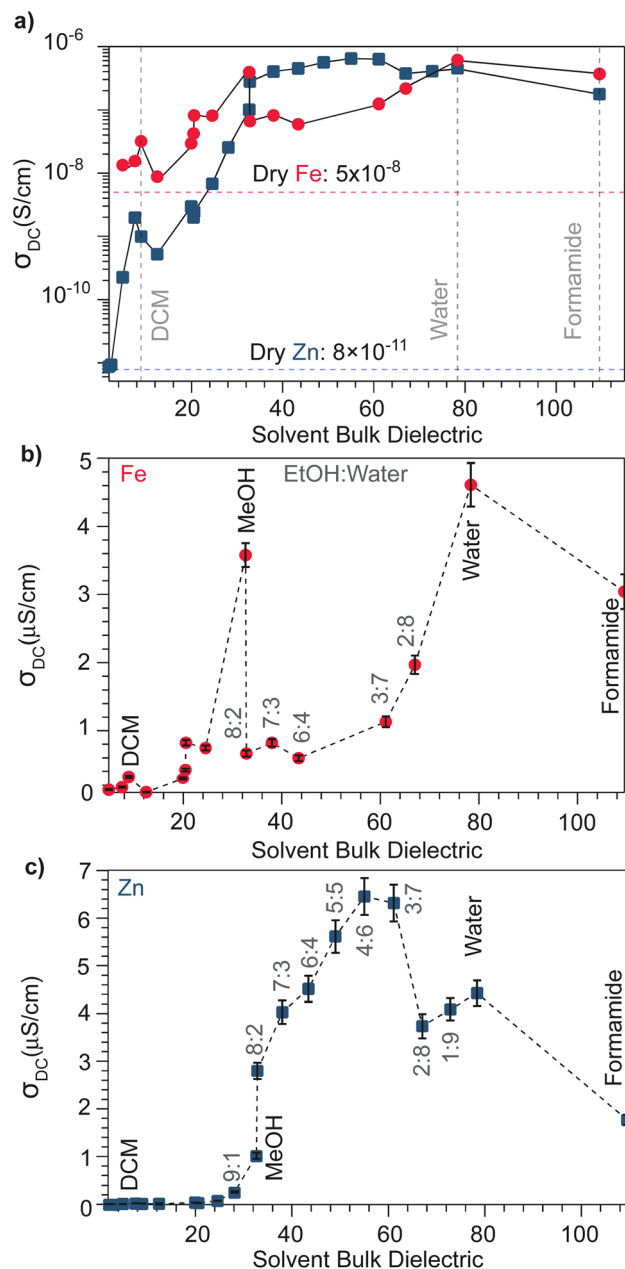 a)
10⁻⁶
10⁻⁸
10⁻¹⁰
σDC(S/cm)
Dry Fe: 5x10⁻⁸
Dry Zn: 8×10⁻¹¹
DCM
Water
Formamide
20 40 60 80 100
Solvent Bulk Dielectric
b)
Fe
EtOH:Water
5
4
3
2
1
0
σDC(µS/cm)
DCM
MeOH
8:2
7:3
6:4
3:7
2:8
Water
Formamide
20 40 60 80 100
Solvent Bulk Dielectric
c)
Zn
7
6
5
4
3
2
1
0
σDC(µS/cm)
DCM
9:1
MeOH
8:2
7:3
6:4
5:5
4:6
3:7
2:8
1:9
Water
Formamide
20 40 60 80 100
Solvent Bulk Dielectric